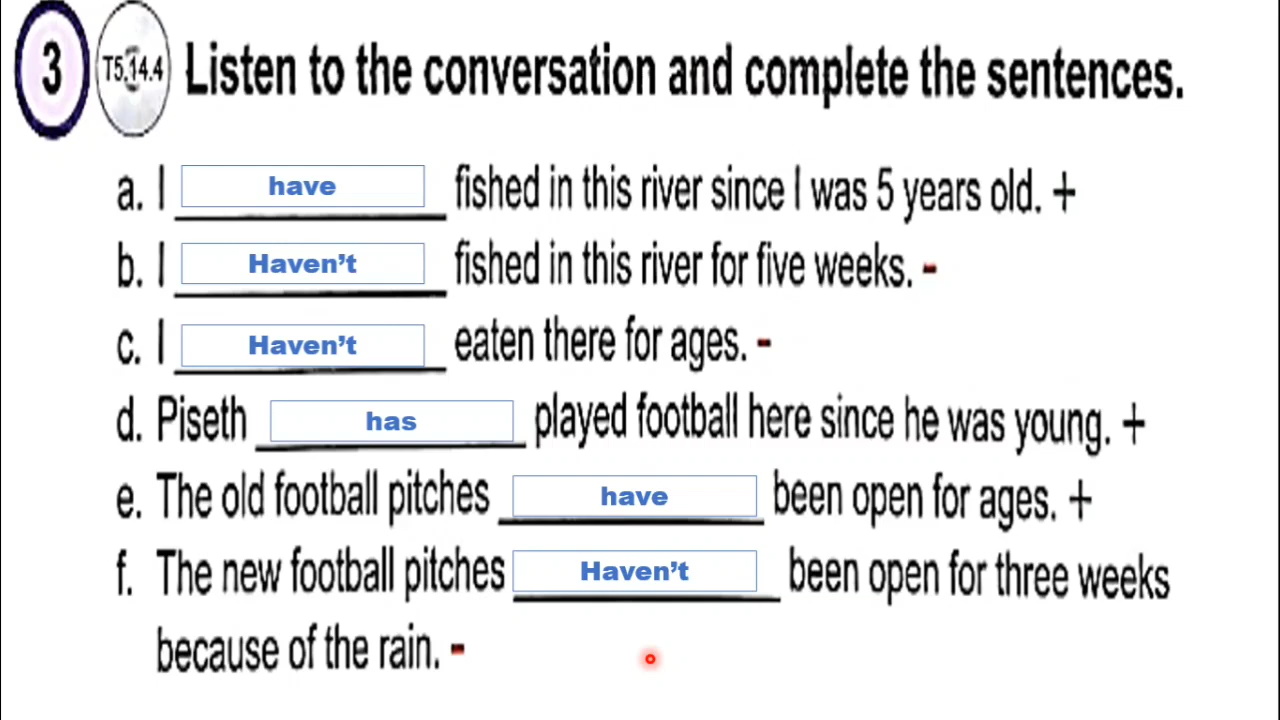 3 T5.14.4 Listen to the conversation and complete the sentences.
a. I have fished in this river since I was 5 years old. +
b. I Haven’t fished in this river for five weeks. -
c. I Haven’t eaten there for ages. -
d. Piseth has played football here since he was young. +
e. The old football pitches have been open for ages. +
f. The new football pitches Haven’t been open for three weeks
because of the rain. -